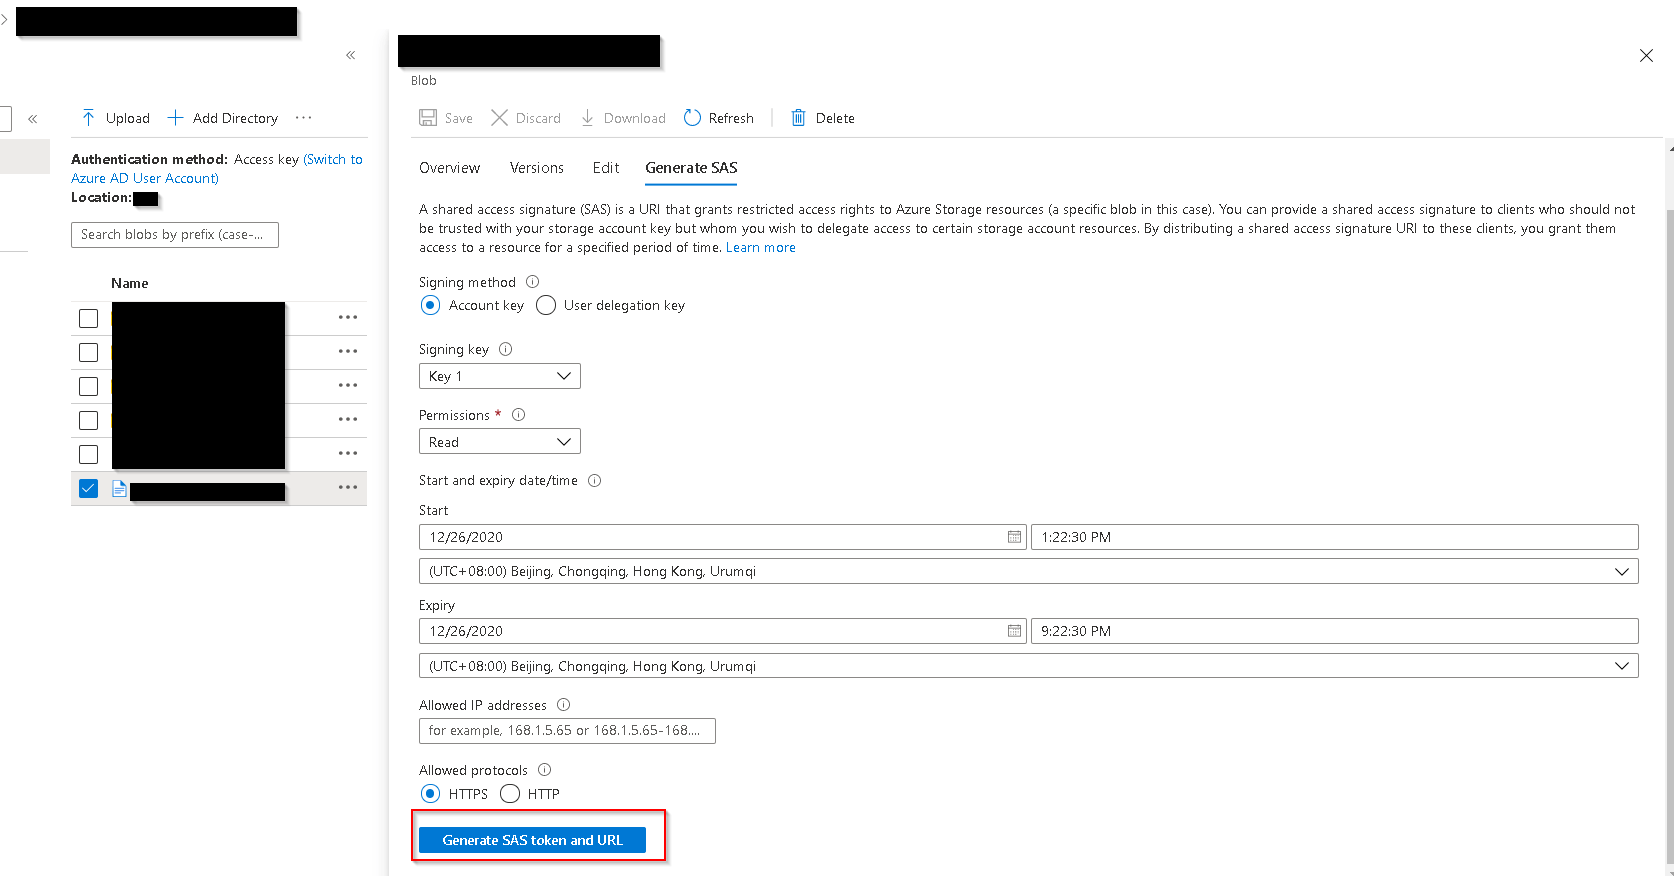 Blob
Upload
Add Directory
Save
Discard
Download
Refresh
Delete
Authentication method: Access key (Switch to
Azure AD User Account)
Location:
Search blobs by prefix (case-...
Name
Overview
Versions
Edit
Generate SAS
A shared access signature (SAS) is a URI that grants restricted access rights to Azure Storage resources (a specific blob in this case). You can provide a shared access signature to clients who should not
be trusted with your storage account key but whom you wish to delegate access to certain storage account resources. By distributing a shared access signature URI to these clients, you grant them
access to a resource for a specified period of time. Learn more
Signing method
Account key
User delegation key
Signing key
Key 1
Permissions *
Read
Start and expiry date/time
Start
12/26/2020
1:22:30 PM
(UTC+08:00) Beijing, Chongqing, Hong Kong, Urumqi
Expiry
12/26/2020
9:22:30 PM
(UTC+08:00) Beijing, Chongqing, Hong Kong, Urumqi
Allowed IP addresses
for example, 168.1.5.65 or 168.1.5.65-168....
Allowed protocols
HTTPS
HTTP
Generate SAS token and URL